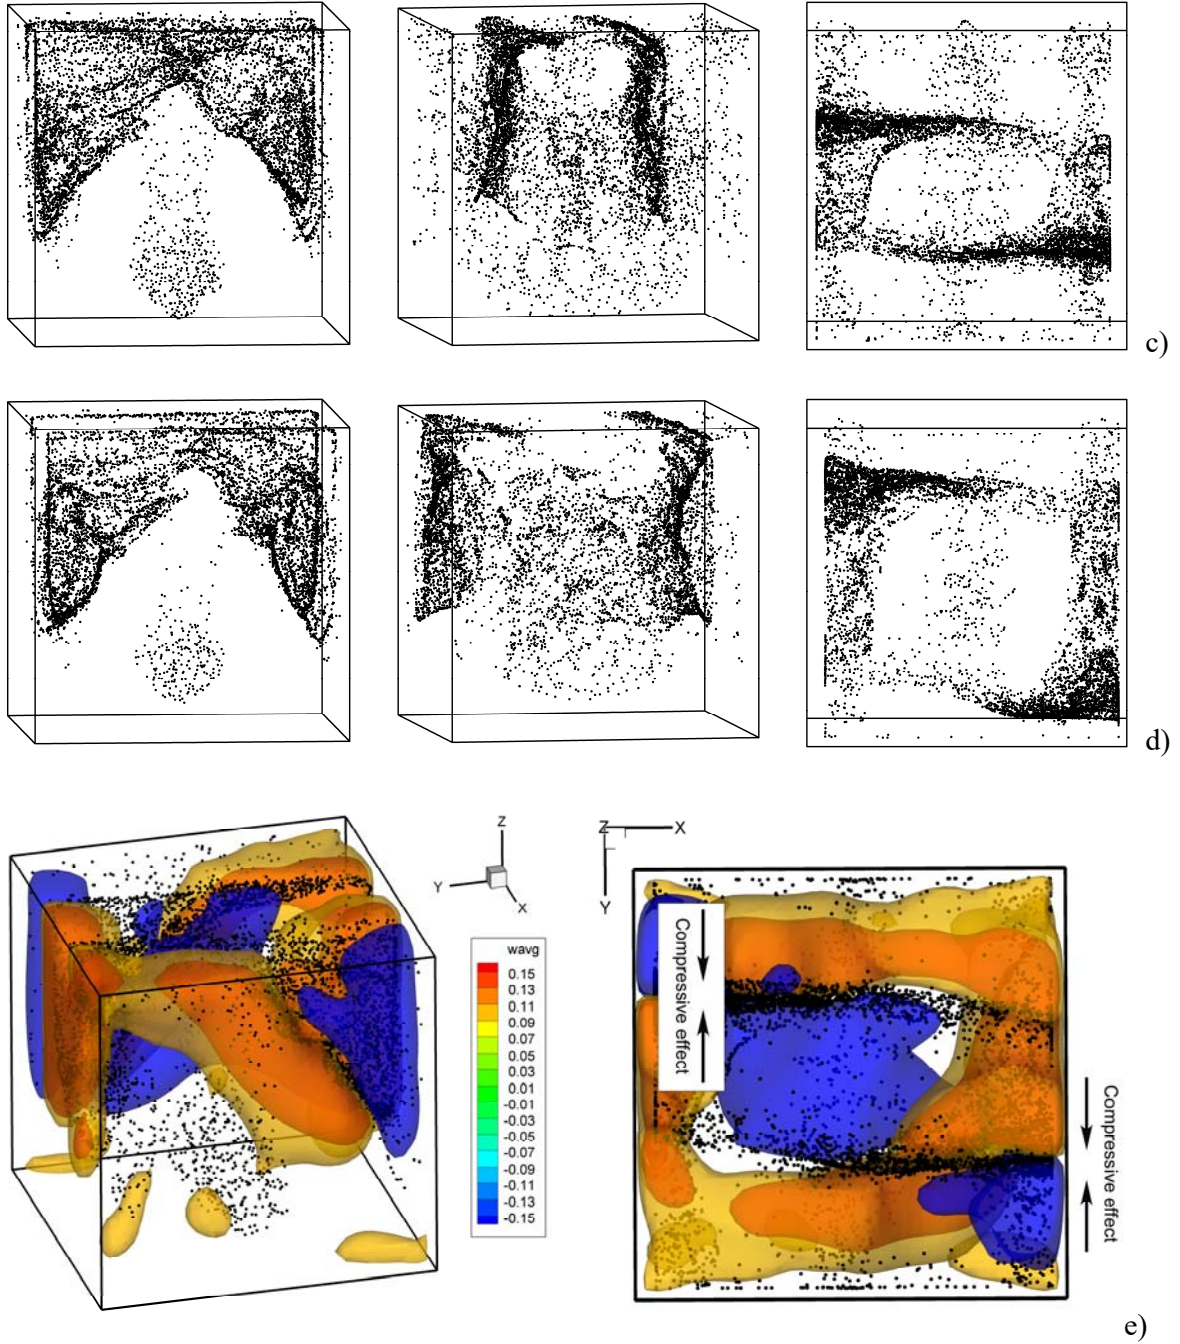 c)
d)
Z
Y
X
wavg
0.15
0.13
0.11
0.09
0.07
0.05
0.03
0.01
-0.01
-0.03
-0.05
-0.07
-0.09
-0.11
-0.13
-0.15
Z
X
Y
Compressive effect
Compressive effect
e)